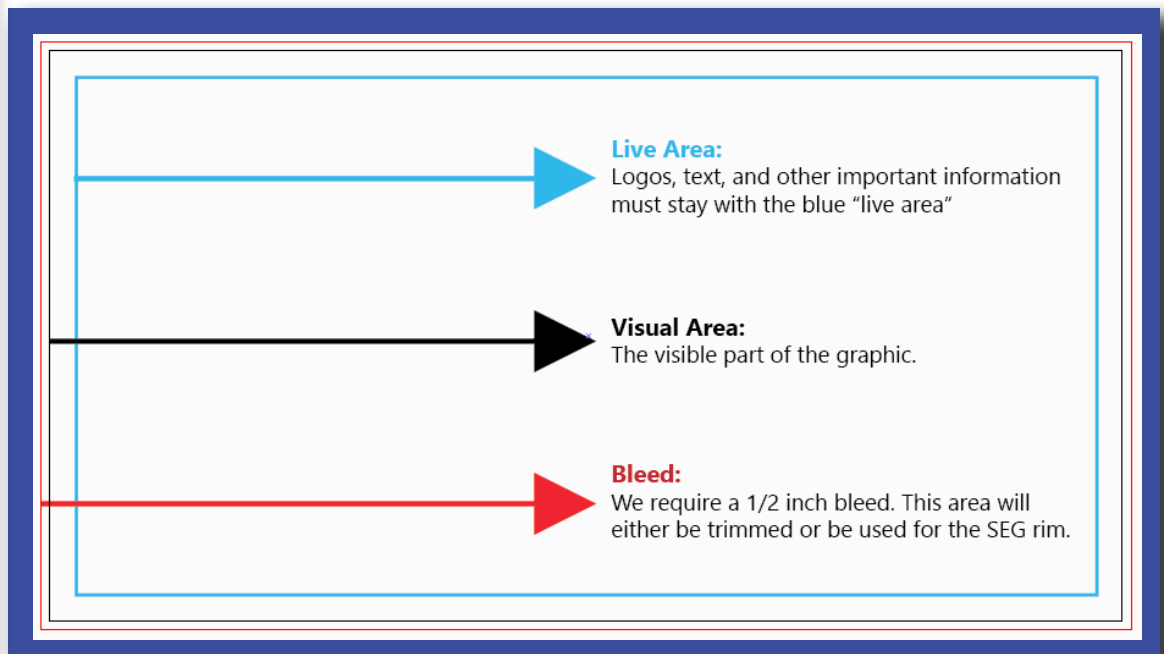 Live Area:
Logos, text, and other important information
must stay with the blue “live area”
Visual Area:
The visible part of the graphic.
Bleed:
We require a 1/2 inch bleed. This area will
either be trimmed or be used for the SEG rim.